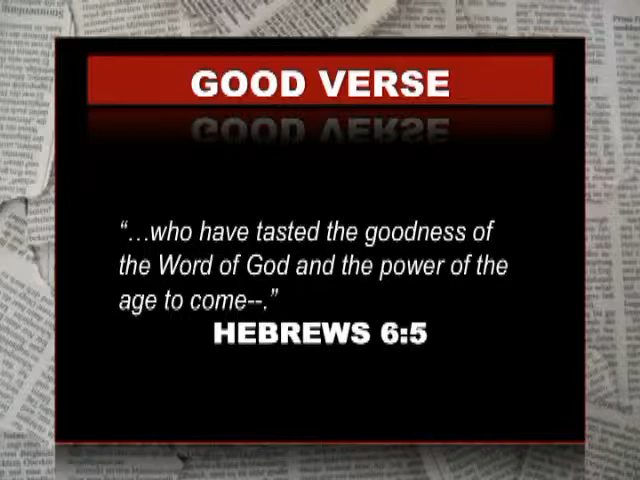 GOOD VERSE
“…who have tasted the goodness of
the Word of God and the power of the
age to come--.”
HEBREWS 6:5